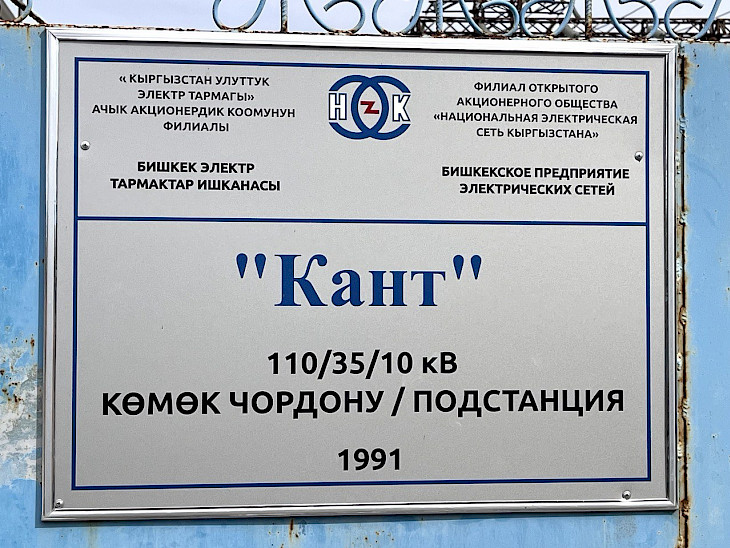 « КЫРГЫЗСТАН УЛУТТУК
ЭЛЕКТР ТАРМАГЫ»
АЧЫК АКЦИОНЕРДИК КООМУНУН
ФИЛИАЛЫ
БИШКЕК ЭЛЕКТР
ТАРМАКТАР ИШКАНАСЫ
Н К
ФИЛИАЛ ОТКРЫТОГО
АКЦИОНЕРНОГО ОБЩЕСТВА
«НАЦИОНАЛЬНАЯ ЭЛЕКТРИЧЕСКАЯ
СЕТЬ КЫРГЫЗСТАНА»
БИШКЕКСКОЕ ПРЕДПРИЯТИЕ
ЭЛЕКТРИЧЕСКИХ СЕТЕЙ
"Кант"
110/35/10 кВ
КӨМӨК ЧОРДОНУ / ПОДСТАНЦИЯ
1991